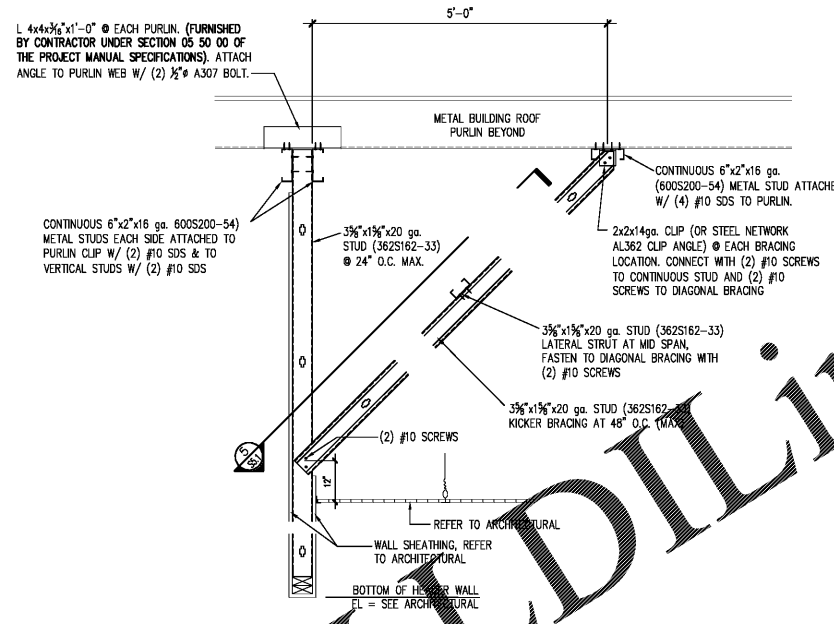 5'-0"
L 4x4x3/16"x1'-0" @ EACH PURLIN. (FURNISHED
BY CONTRACTOR UNDER SECTION 05 50 00 OF
THE PROJECT MANUAL SPECIFICATIONS). ATTACH
ANGLE TO PURLIN WEB W/ (2) 1/2"ø A307 BOLT.
METAL BUILDING ROOF
PURLIN BEYOND
CONTINUOUS 6"x2"x16 ga.
(600S200-54) METAL STUD ATTACHE
W/ (4) #10 SDS TO PURLIN.
CONTINUOUS 6"x2"x16 ga. 600S200-54)
METAL STUDS EACH SIDE ATTACHED TO
PURLIN CLIP W/ (2) #10 SDS & TO
VERTICAL STUDS W/ (2) #10 SDS
3⅝"x1⅝"x20 ga.
STUD (362S162-33)
@ 24" O.C. MAX.
2x2x14ga. CLIP (OR STEEL NETWORK
AL362 CLIP ANGLE) @ EACH BRACING
LOCATION. CONNECT WITH (2) #10 SCREWS
TO CONTINUOUS STUD AND (2) #10
SCREWS TO DIAGONAL BRACING
3⅝"x1⅝"x20 ga. STUD (362S162-33)
LATERAL STRUT AT MID SPAN,
FASTEN TO DIAGONAL BRACING WITH
(2) #10 SCREWS
3⅝"x1⅝"x20 ga. STUD (362S162-33)
KICKER BRACING AT 48" O.C. (MAX)
(2) #10 SCREWS
5
12"
REFER TO ARCHITECTURAL
WALL SHEATHING, REFER
TO ARCHITECTURAL
BOTTOM OF HEADER WALL
EL = SEE ARCHITECTURAL